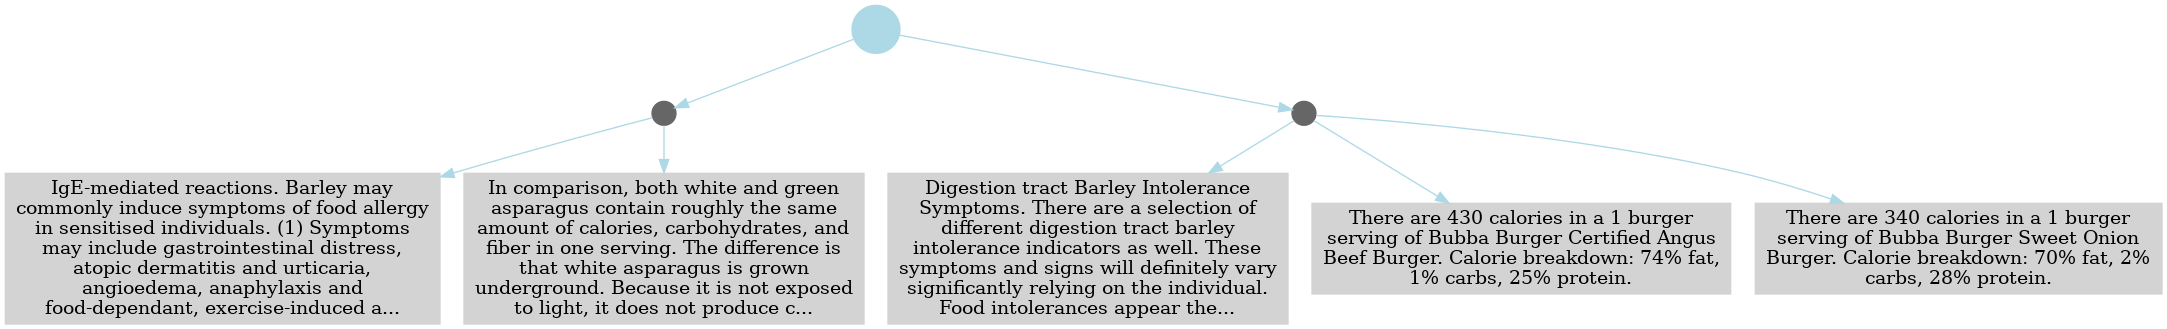 IgE-mediated reactions. Barley may
commonly induce symptoms of food allergy
in sensitised individuals. (1) Symptoms
may include gastrointestinal distress,
atopic dermatitis and urticaria,
angioedema, anaphylaxis and
food-dependant, exercise-induced a...
In comparison, both white and green
asparagus contain roughly the same
amount of calories, carbohydrates, and
fiber in one serving. The difference is
that white asparagus is grown
underground. Because it is not exposed
to light, it does not produce c...
Digestion tract Barley Intolerance
Symptoms. There are a selection of
different digestion tract barley
intolerance indicators as well. These
symptoms and signs will definitely vary
significantly relying on the individual.
Food intolerances appear the...
There are 430 calories in a 1 burger
serving of Bubba Burger Certified Angus
Beef Burger. Calorie breakdown: 74% fat,
1% carbs, 25% protein.
There are 340 calories in a 1 burger
serving of Bubba Burger Sweet Onion
Burger. Calorie breakdown: 70% fat, 2%
carbs, 28% protein.